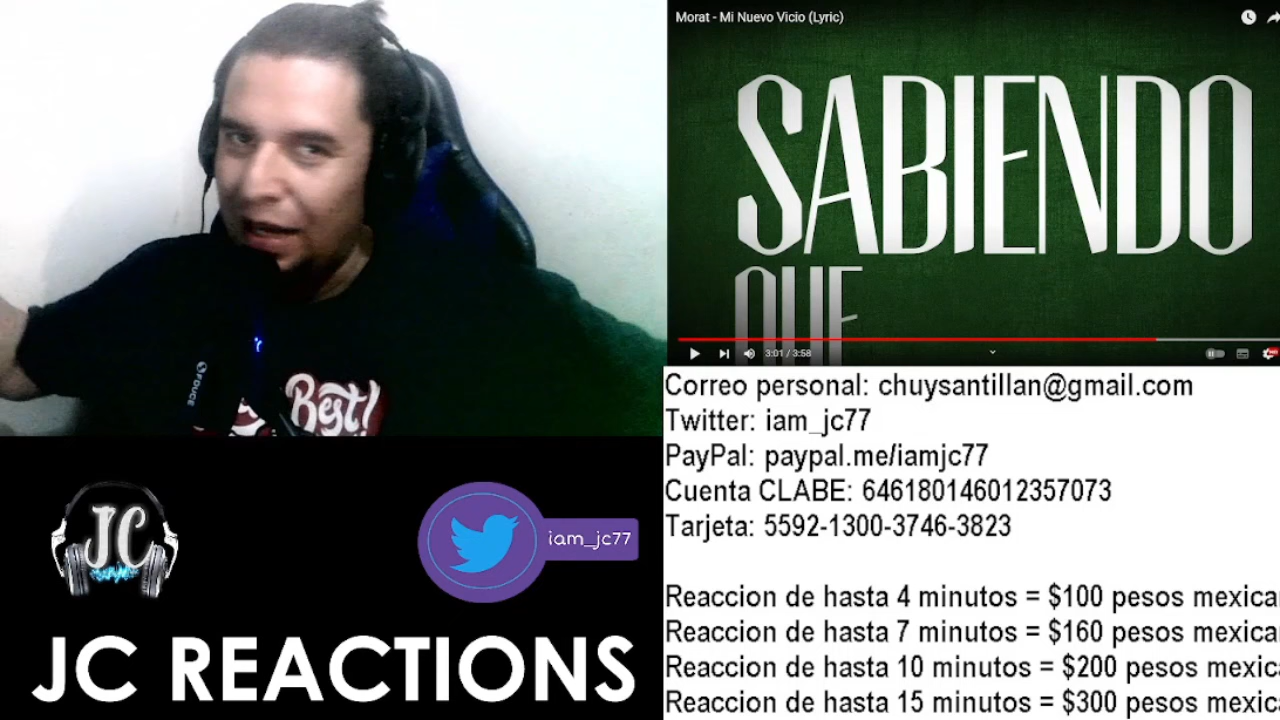 Morat - Mi Nuevo Vicio (Lyric)
SABIENDO
QUE
3:01 / 3:58
Correo personal: chuysantillan@gmail.com
Twitter: iam_jc77
PayPal: paypal.me/iamjc77
Cuenta CLABE: 646180146012357073
Tarjeta: 5592-1300-3746-3823
Reaccion de hasta 4 minutos = $100 pesos mexica
Reaccion de hasta 7 minutos = $160 pesos mexica
Reaccion de hasta 10 minutos = $200 pesos mexica
Reaccion de hasta 15 minutos = $300 pesos mexic
FDUCE
Best!
JC
iam_jc77
JC REACTIONS